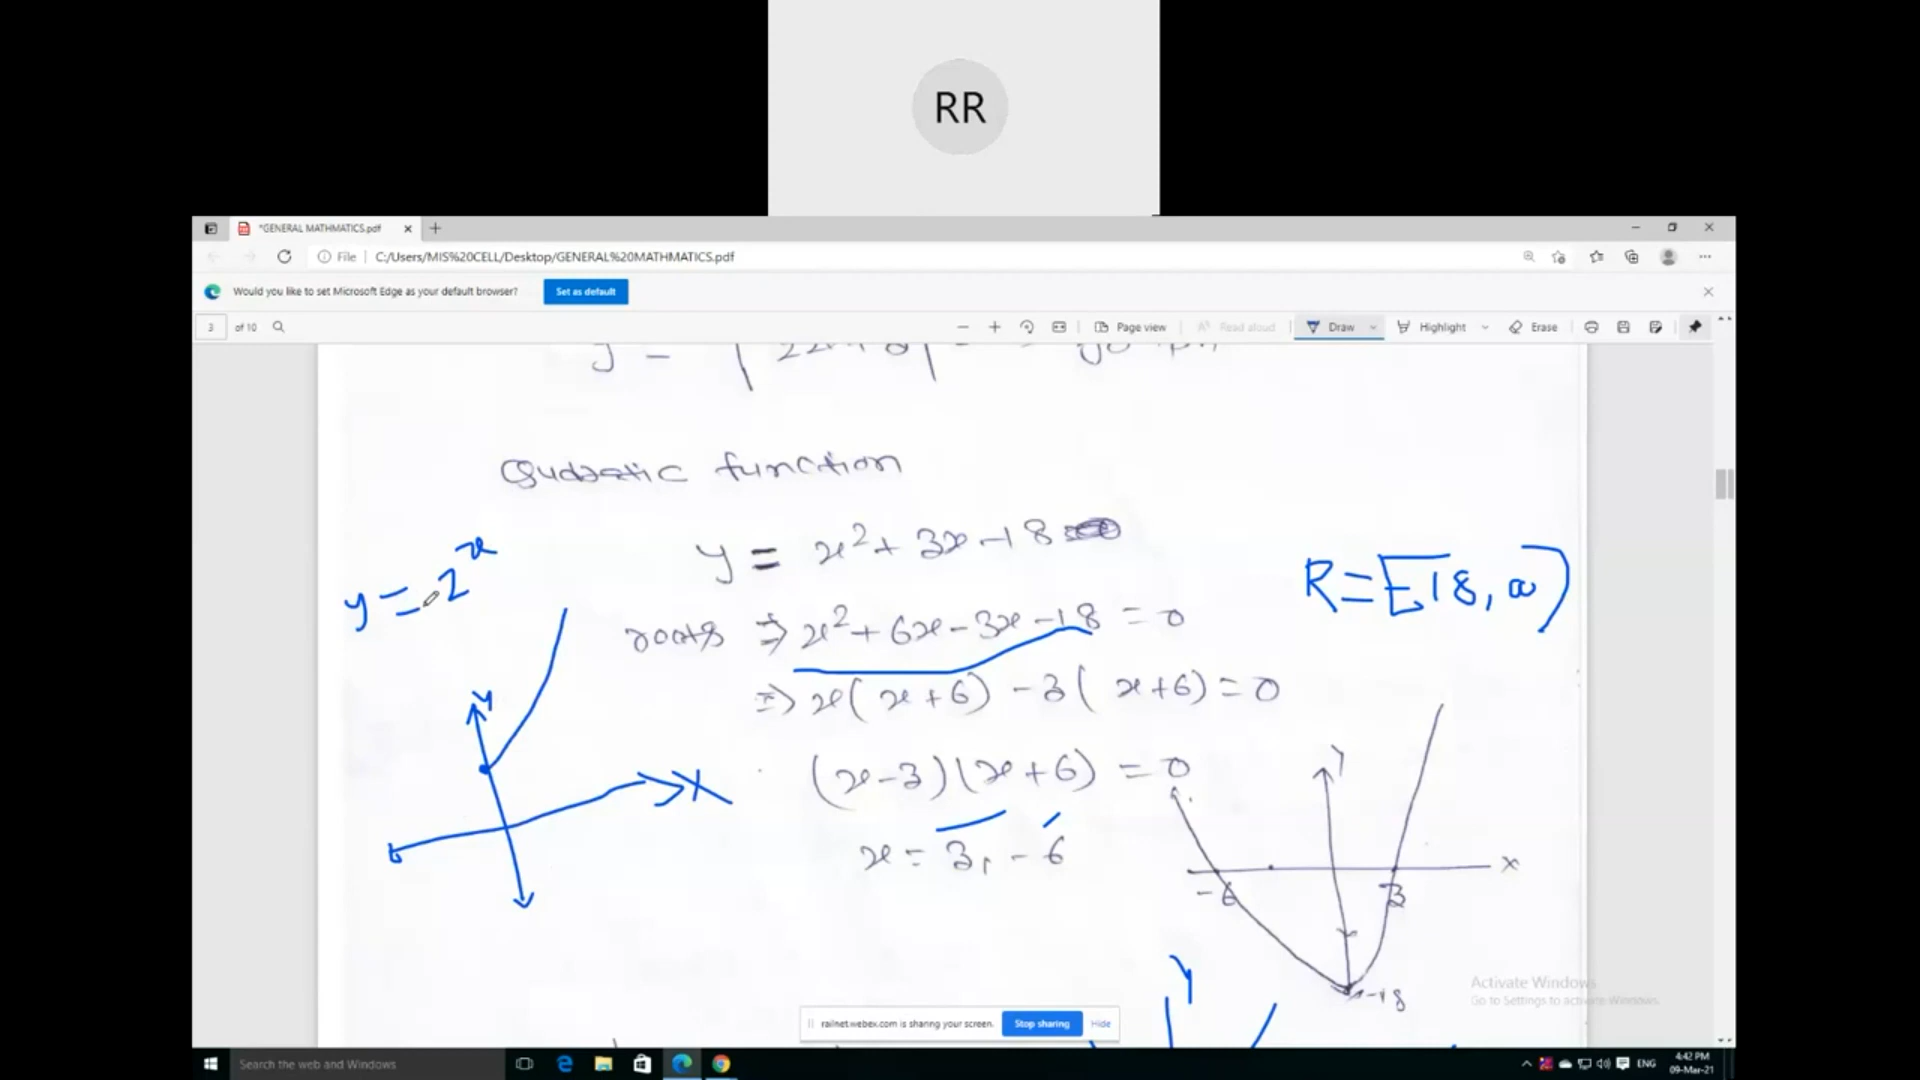 RR
*GENERAL MATHMATICS.pdf
File | C:/Users/MIS%20CELL/Desktop/GENERAL%20MATHMATICS.pdf
Would you like to set Microsoft Edge as your default browser? Set as default
3 of 10 Page view Read aloud Draw Highlight Erase
Qudratic function
y = x²+3x-18
y = 2^x
R = [-18, ∞)
roots ⇒ x²+6x-3x-18 = 0
⇒ x(x+6) -3(x+6) = 0
(x-3)(x+6) = 0
x = 3, -6
y
X
y
x
-6
3
-18
y
Activate Windows
Go to Settings to activate Windows.
railnet.webex.com is sharing your screen. Stop sharing Hide
Search the web and Windows
ENG
4:42 PM
09-Mar-21